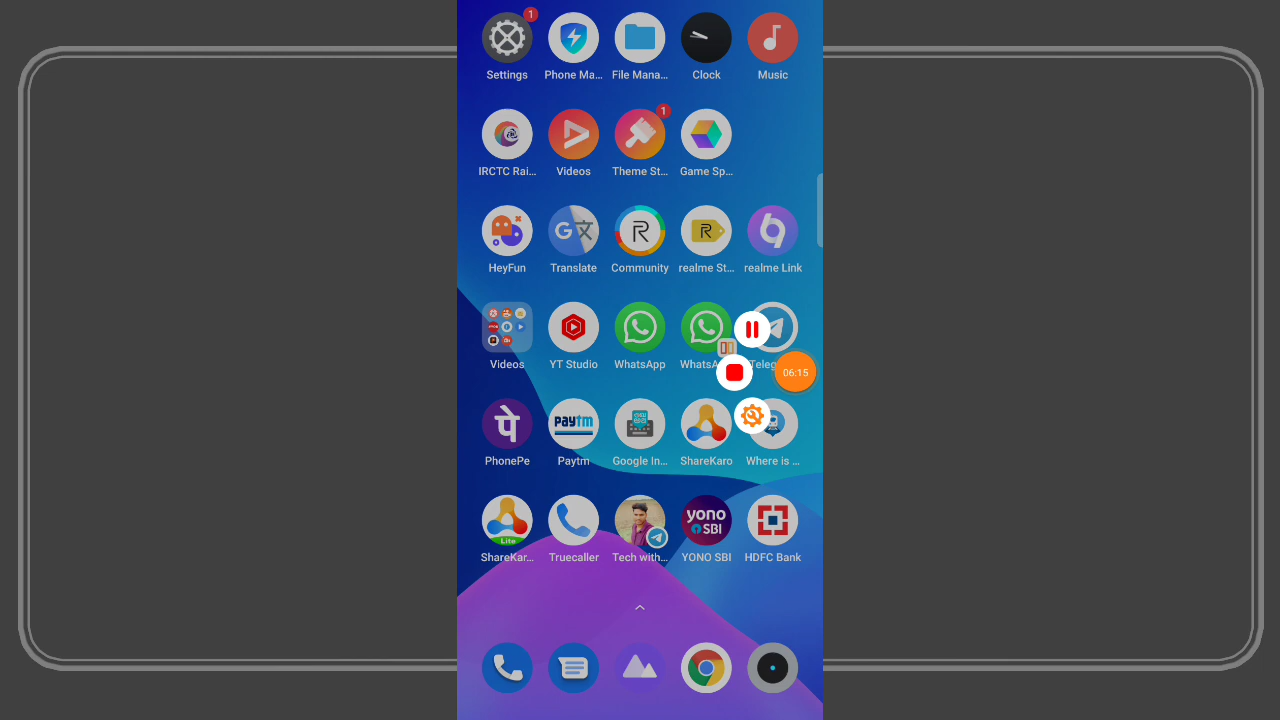 1
Settings Phone Ma... File Mana... Clock Music
1
IRCTC Rai... Videos Theme St... Game Sp...
HeyFun Translate Community realme St... realme Link
Videos YT Studio WhatsApp WhatsA Teleg
06:15
पे Paytm
PhonePe Paytm Google In... ShareKaro Where is ...
Lite yono SBI
ShareKar... Truecaller Tech with... YONO SBI HDFC Bank